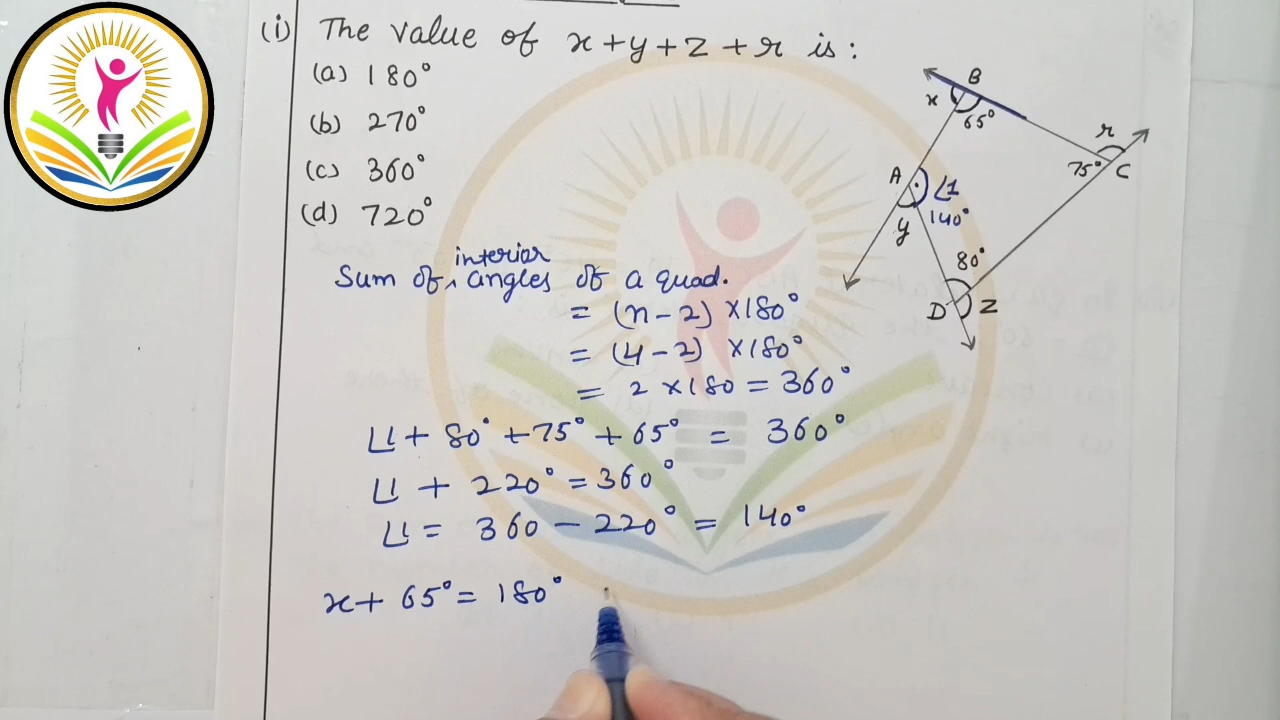 (i) The value of x+y+z+r is:
(a) 180°
(b) 270°
(c) 360°
(d) 720°
B
x
65°
r
75°
C
A
∠1
140°
y
80°
D
z
Sum of interior angles of a quad.
= (n-2) ×180°
= (4-2) ×180°
= 2 ×180 = 360°
∠1 + 80° +75° + 65° = 360°
∠1 + 220° = 360°
∠1 = 360 - 220° = 140°
x+ 65° = 180°